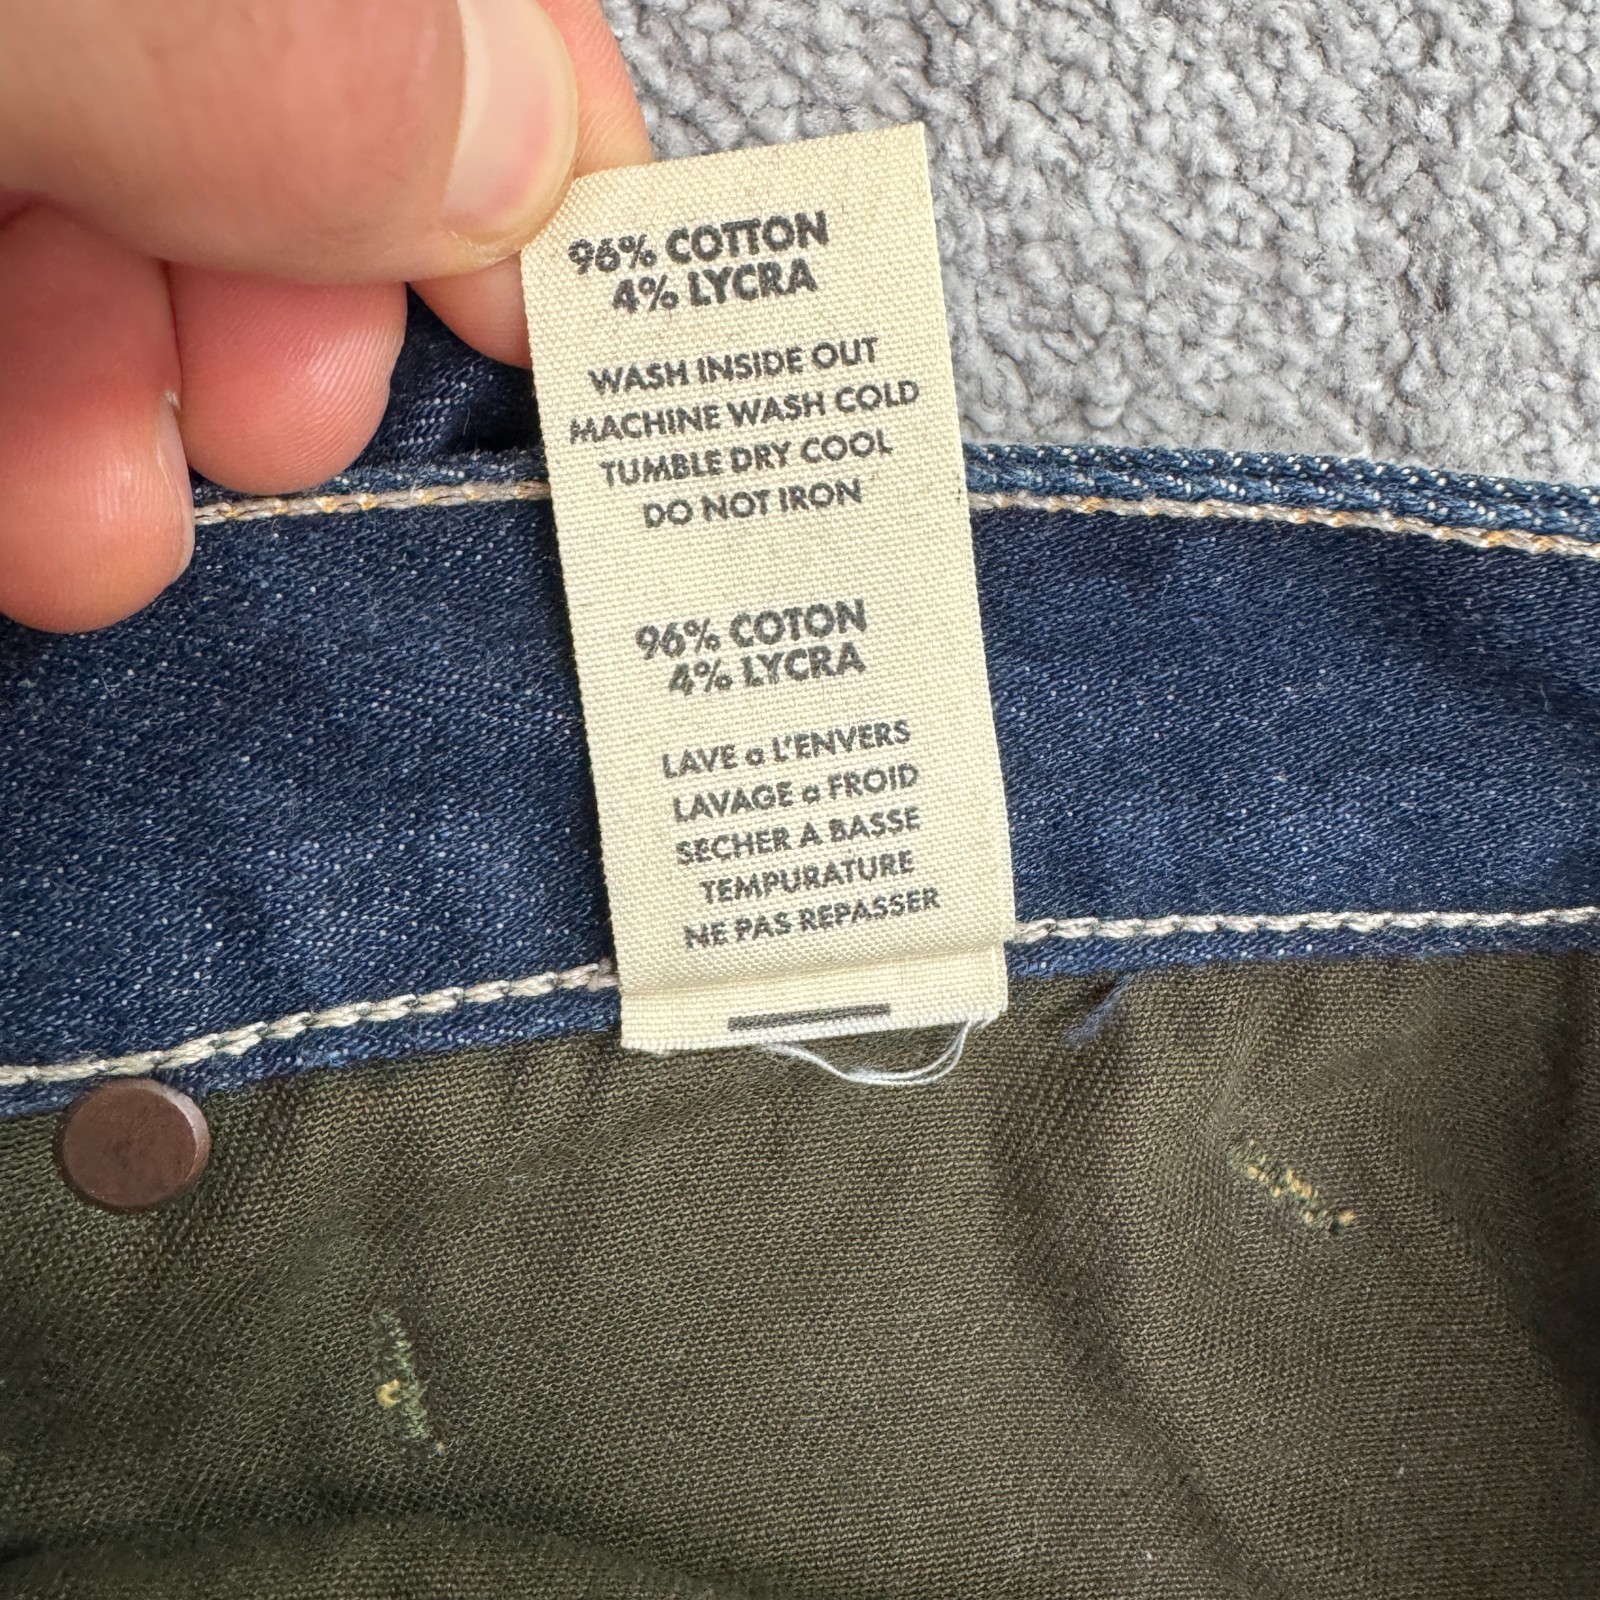 96% COTTON
4% LYCRA
WASH INSIDE OUT
MACHINE WASH COLD
TUMBLE DRY COOL
DO NOT IRON
96% COTON
4% LYCRA
LAVE a L'ENVERS
LAVAGE a FROID
SECHER A BASSE
TEMPURATURE
NE PAS REPASSER